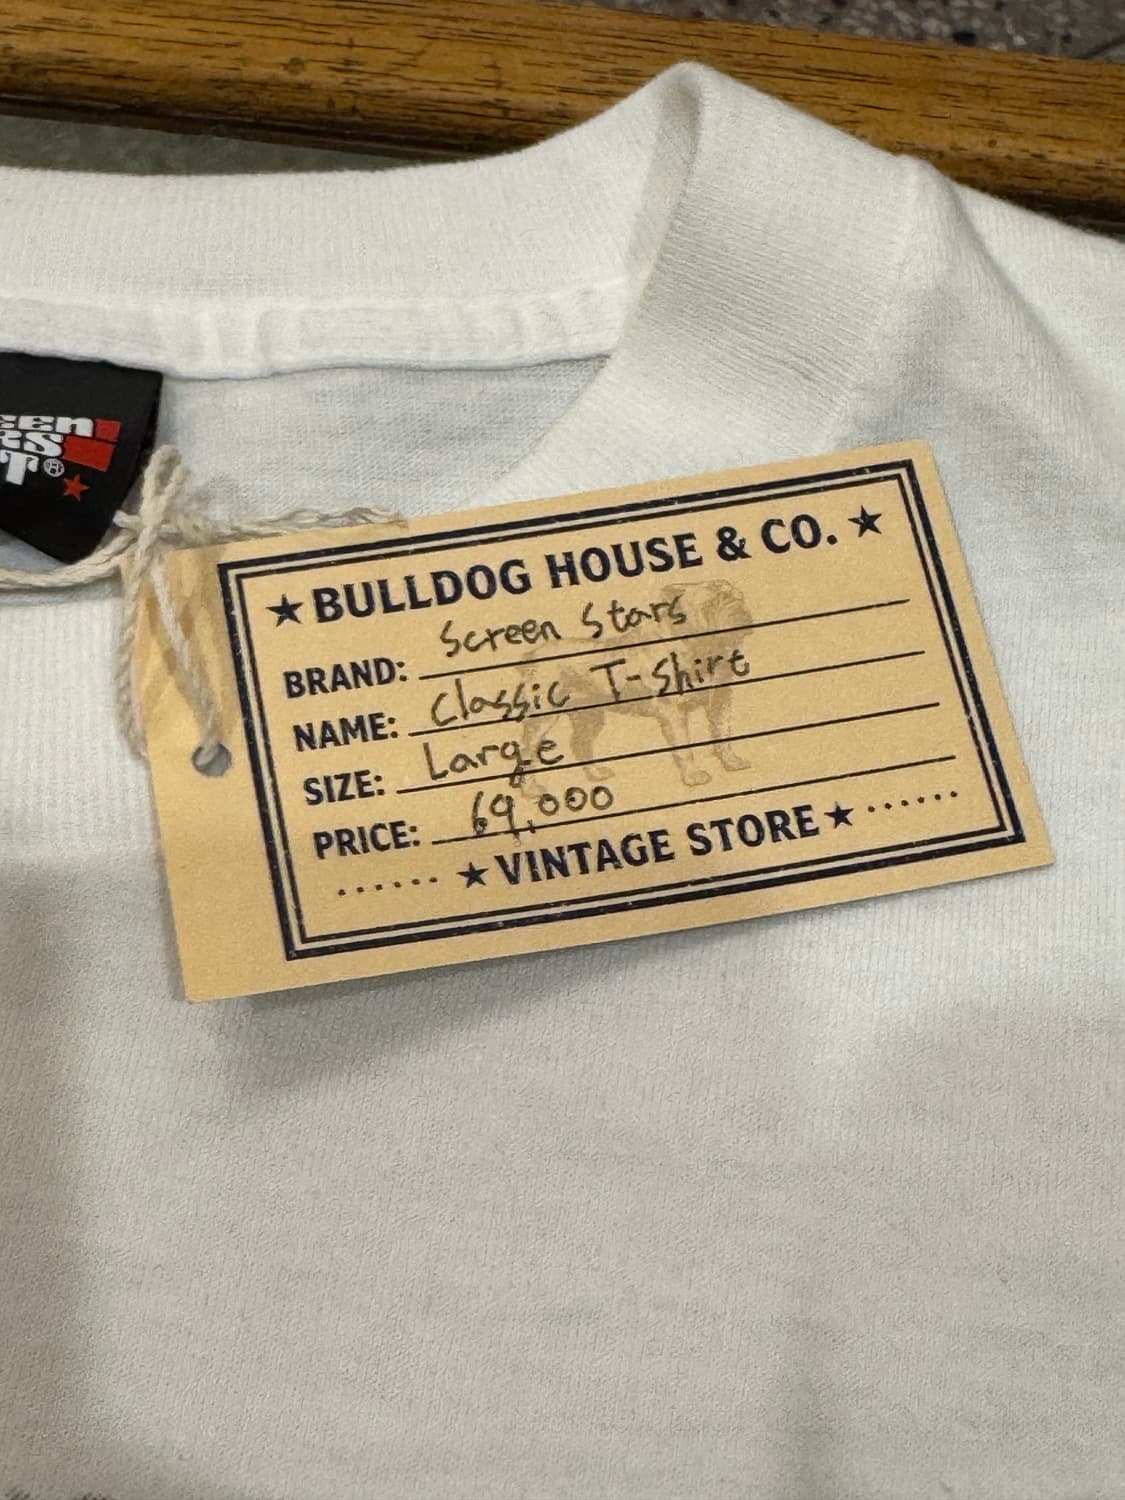 ★ BULLDOG HOUSE & CO. ★
BRAND: Screen Stars
NAME: Classic T-Shirt
SIZE: Large
PRICE: 69,000
...... ★ VINTAGE STORE ★ ......